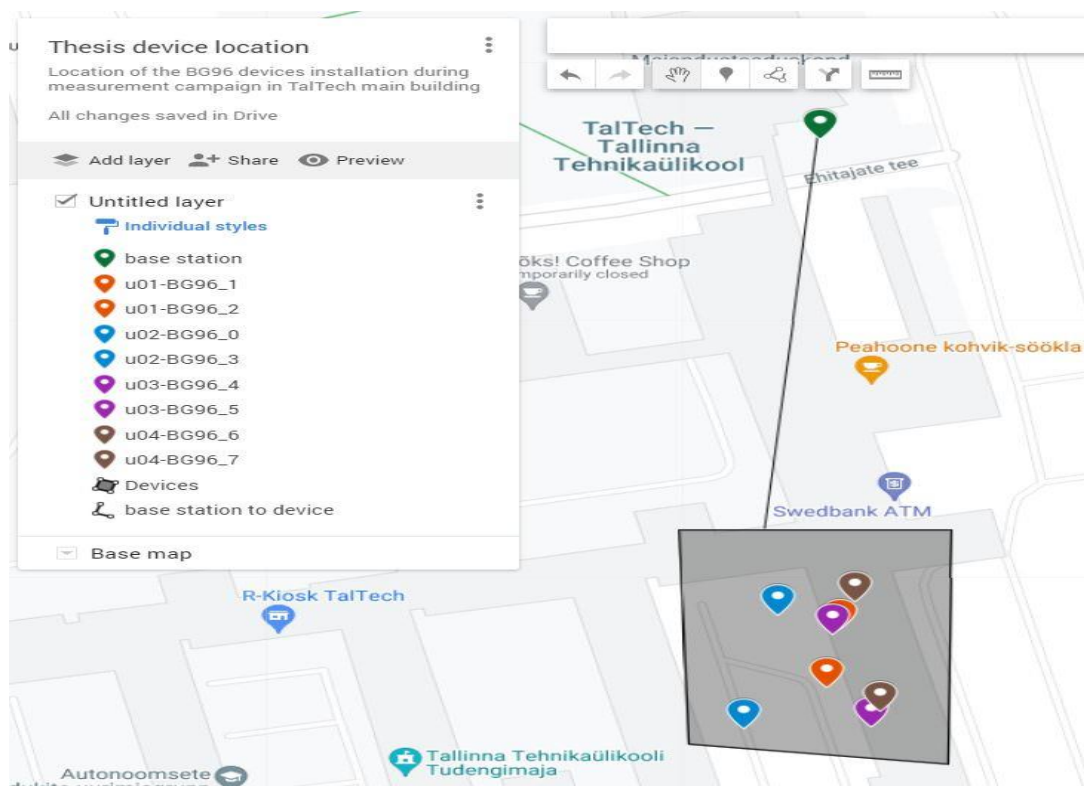 Thesis device location
Location of the BG96 devices installation during
measurement campaign in TalTech main building
All changes saved in Drive
Add layer
Share
Preview
Untitled layer
Individual styles
base station
u01-BG96_1
u01-BG96_2
u02-BG96_0
u02-BG96_3
u03-BG96_4
u03-BG96_5
u04-BG96_6
u04-BG96_7
Devices
base station to device
Base map
TalTech —
Tallinna
Tehnikaülikool
Ehitajate tee
öks! Coffee Shop
mporarily closed
Peahoone kohvik-söökla
Swedbank ATM
R-Kiosk TalTech
Tallinna Tehnikaülikooli
Tudengimaja
Autonoomsete